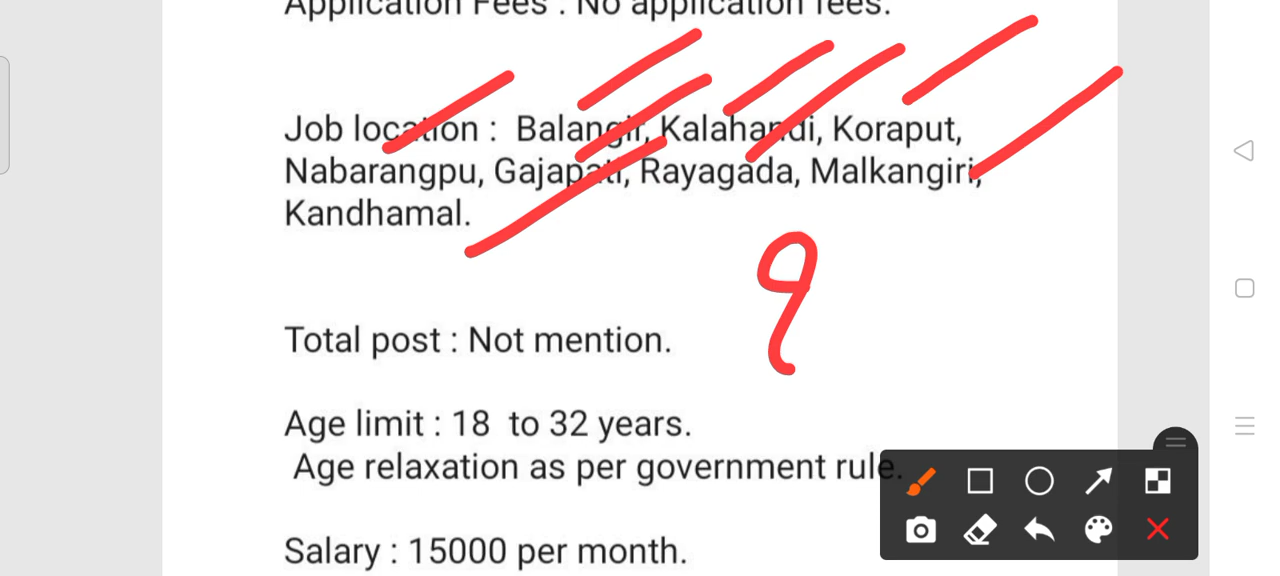 Application Fees : No application fees.
Job location :  Balangir, Kalahandi, Koraput,
Nabarangpu, Gajapati, Rayagada, Malkangiri,
Kandhamal.
Total post : Not mention.
Age limit : 18  to 32 years.
Age relaxation as per government rule.
Salary : 15000 per month.